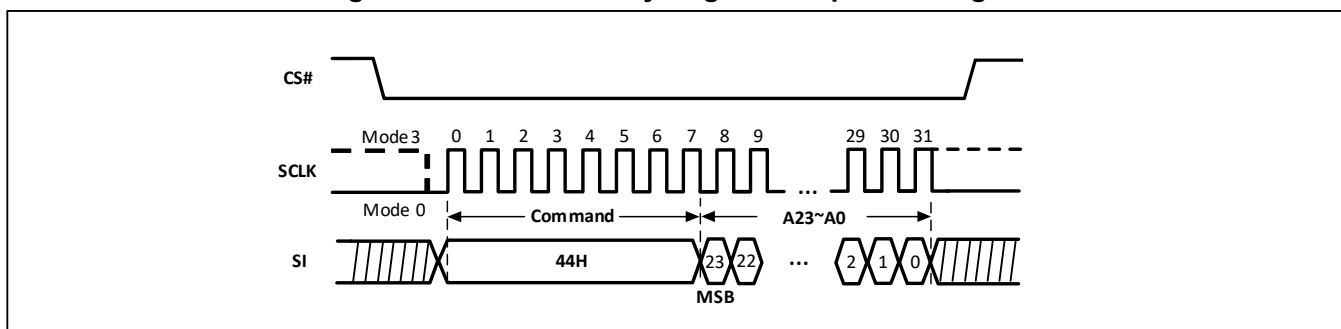 CS#
Mode 3 0 1 2 3 4 5 6 7 8 9 29 30 31
SCLK
...
Mode 0 Command A23~A0
SI 44H 23 22 ... 2 1 0
MSB